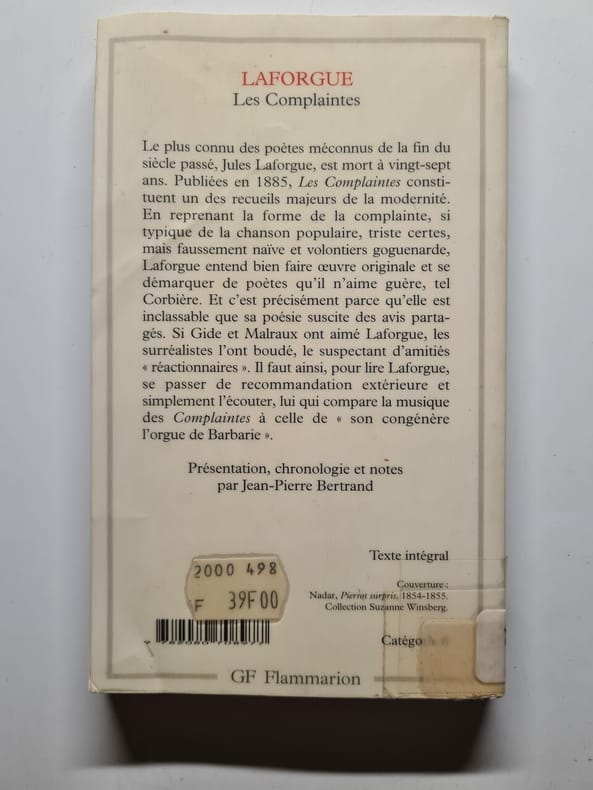 LAFORGUE
Les Complaintes
Le plus connu des poètes méconnus de la fin du
siècle passé, Jules Laforgue, est mort à vingt-sept
ans. Publiées en 1885, Les Complaintes consti-
tuent un des recueils majeurs de la modernité.
En reprenant la forme de la complainte, si
typique de la chanson populaire, triste certes,
mais faussement naïve et volontiers goguenarde,
Laforgue entend bien faire œuvre originale et se
démarquer de poètes qu'il n'aime guère, tel
Corbière. Et c'est précisément parce qu'elle est
inclassable que sa poésie suscite des avis parta-
gés. Si Gide et Malraux ont aimé Laforgue, les
surréalistes l'ont boudé, le suspectant d'amitiés
« réactionnaires ». Il faut ainsi, pour lire Laforgue,
se passer de recommandation extérieure et
simplement l'écouter, lui qui compare la musique
des Complaintes à celle de « son congénère
l'orgue de Barbarie ».
Présentation, chronologie et notes
par Jean-Pierre Bertrand
Texte intégral
2000 498
F 39F00
Couverture :
Nadar, Pierrot surpris, 1854-1855.
Collection Suzanne Winsberg.
GF Flammarion